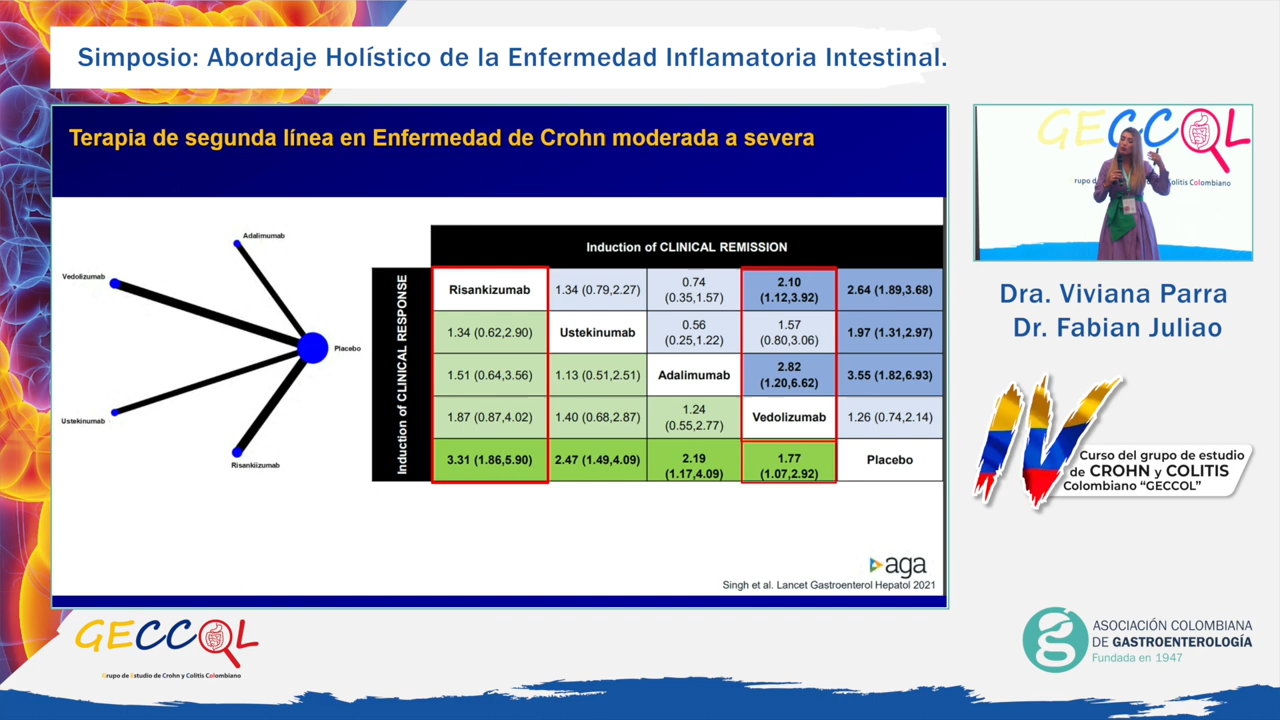 Simposio: Abordaje Holístico de la Enfermedad Inflamatoria Intestinal.
Terapia de segunda línea en Enfermedad de Crohn moderada a severa
Adalimumab
Vedolizumab
Placebo
Ustekinumab
Risankiizumab
Induction of CLINICAL REMISSION
Induction of CLINICAL RESPONSE
Risankizumab 1.34 (0.79,2.27) 0.74 (0.35,1.57) 2.10 (1.12,3.92) 2.64 (1.89,3.68)
1.34 (0.62,2.90) Ustekinumab 0.56 (0.25,1.22) 1.57 (0.80,3.06) 1.97 (1.31,2.97)
1.51 (0.64,3.56) 1.13 (0.51,2.51) Adalimumab 2.82 (1.20,6.62) 3.55 (1.82,6.93)
1.87 (0.87,4.02) 1.40 (0.68,2.87) 1.24 (0.55,2.77) Vedolizumab 1.26 (0.74,2.14)
3.31 (1.86,5.90) 2.47 (1.49,4.09) 2.19 (1.17,4.09) 1.77 (1.07,2.92) Placebo
aga
Singh et al. Lancet Gastroenterol Hepatol 2021
GECCOL
rupo d
Colitis Colombiano
Dra. Viviana Parra
Dr. Fabian Juliao
IV
Curso del grupo de estudio
de CROHN y COLITIS
Colombiano “GECCOL”
GECCOL
Grupo de Estudio de Crohn y Colitis Colombiano
ASOCIACIÓN COLOMBIANA
DE GASTROENTEROLOGÍA
Fundada en 1947